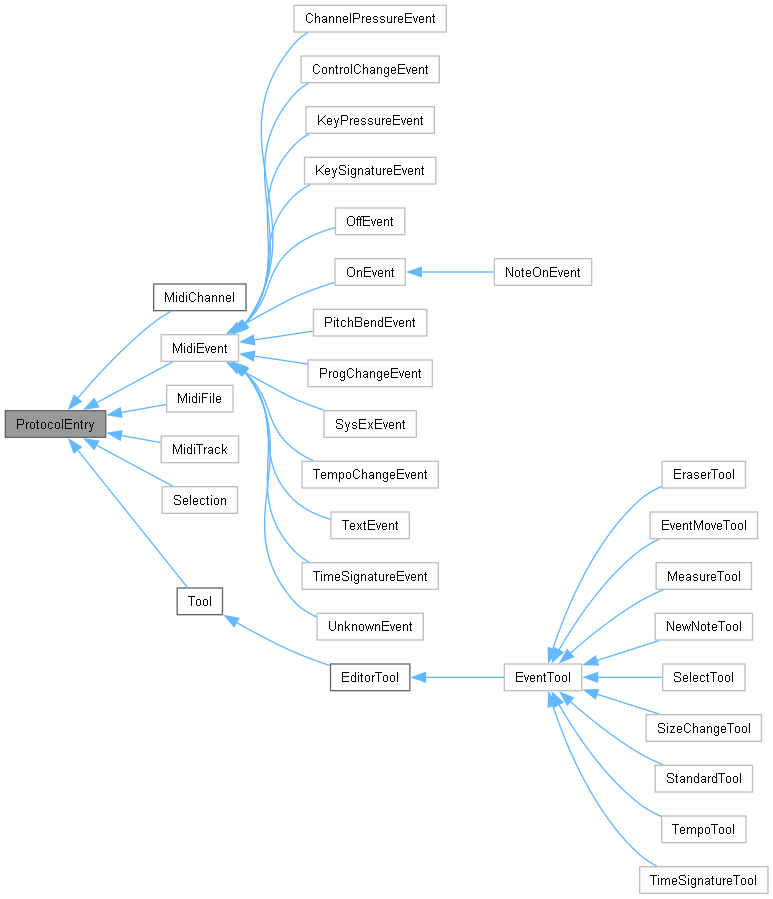 ChannelPressureEvent
ControlChangeEvent
KeyPressureEvent
KeySignatureEvent
OffEvent
OnEvent
NoteOnEvent
MidiChannel
PitchBendEvent
MidiEvent
ProgChangeEvent
MidiFile
SysExEvent
ProtocolEntry
MidiTrack
TempoChangeEvent
EraserTool
Selection
TextEvent
EventMoveTool
TimeSignatureEvent
MeasureTool
Tool
UnknownEvent
NewNoteTool
EditorTool
EventTool
SelectTool
SizeChangeTool
StandardTool
TempoTool
TimeSignatureTool